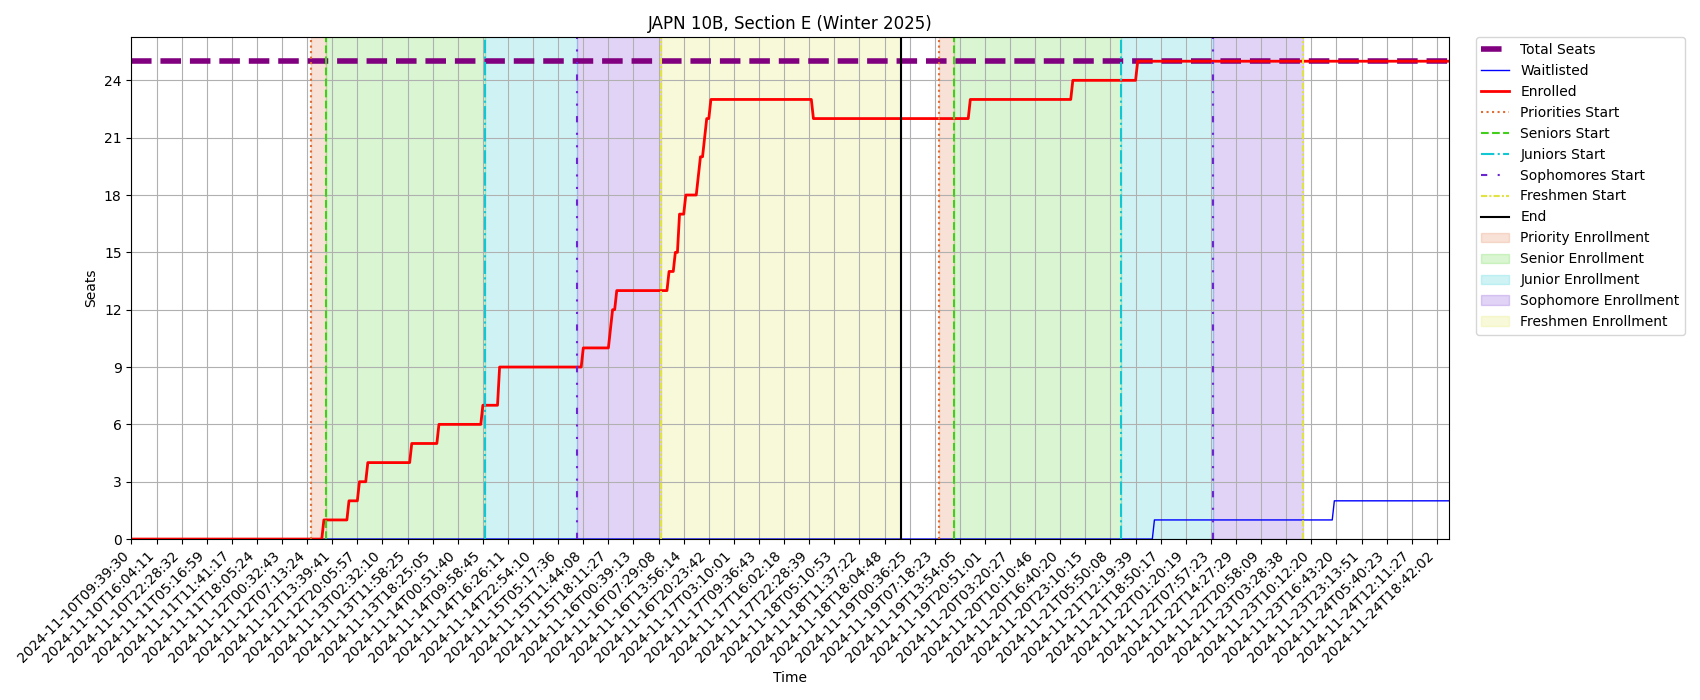 JAPN 10B, Section E (Winter 2025)
Seats
24
21
18
15
12
9
6
3
0
2024-11-10T09:39:30
2024-11-10T16:04:11
2024-11-10T22:28:32
2024-11-11T05:16:59
2024-11-11T11:41:17
2024-11-11T18:05:24
2024-11-12T00:32:43
2024-11-12T07:13:24
2024-11-12T13:39:41
2024-11-12T20:05:57
2024-11-13T02:32:10
2024-11-13T11:58:25
2024-11-13T18:25:05
2024-11-14T00:51:40
2024-11-14T09:58:45
2024-11-14T16:26:11
2024-11-14T22:54:10
2024-11-15T05:17:36
2024-11-15T11:44:08
2024-11-15T18:11:27
2024-11-16T00:39:13
2024-11-16T07:29:08
2024-11-16T13:56:14
2024-11-16T20:23:42
2024-11-17T03:10:01
2024-11-17T09:36:43
2024-11-17T16:02:18
2024-11-17T22:28:39
2024-11-18T05:10:53
2024-11-18T11:37:22
2024-11-18T18:04:48
2024-11-19T00:36:25
2024-11-19T07:18:23
2024-11-19T13:54:05
2024-11-19T20:51:01
2024-11-20T03:20:27
2024-11-20T10:10:46
2024-11-20T16:40:20
2024-11-20T23:10:15
2024-11-21T05:50:08
2024-11-21T12:19:39
2024-11-21T18:50:17
2024-11-22T01:20:19
2024-11-22T07:57:23
2024-11-22T14:27:29
2024-11-22T20:58:09
2024-11-23T03:28:38
2024-11-23T10:12:20
2024-11-23T16:43:20
2024-11-23T23:13:51
2024-11-24T05:40:23
2024-11-24T12:11:27
2024-11-24T18:42:02
Time
Total Seats
Waitlisted
Enrolled
Priorities Start
Seniors Start
Juniors Start
Sophomores Start
Freshmen Start
End
Priority Enrollment
Senior Enrollment
Junior Enrollment
Sophomore Enrollment
Freshmen Enrollment